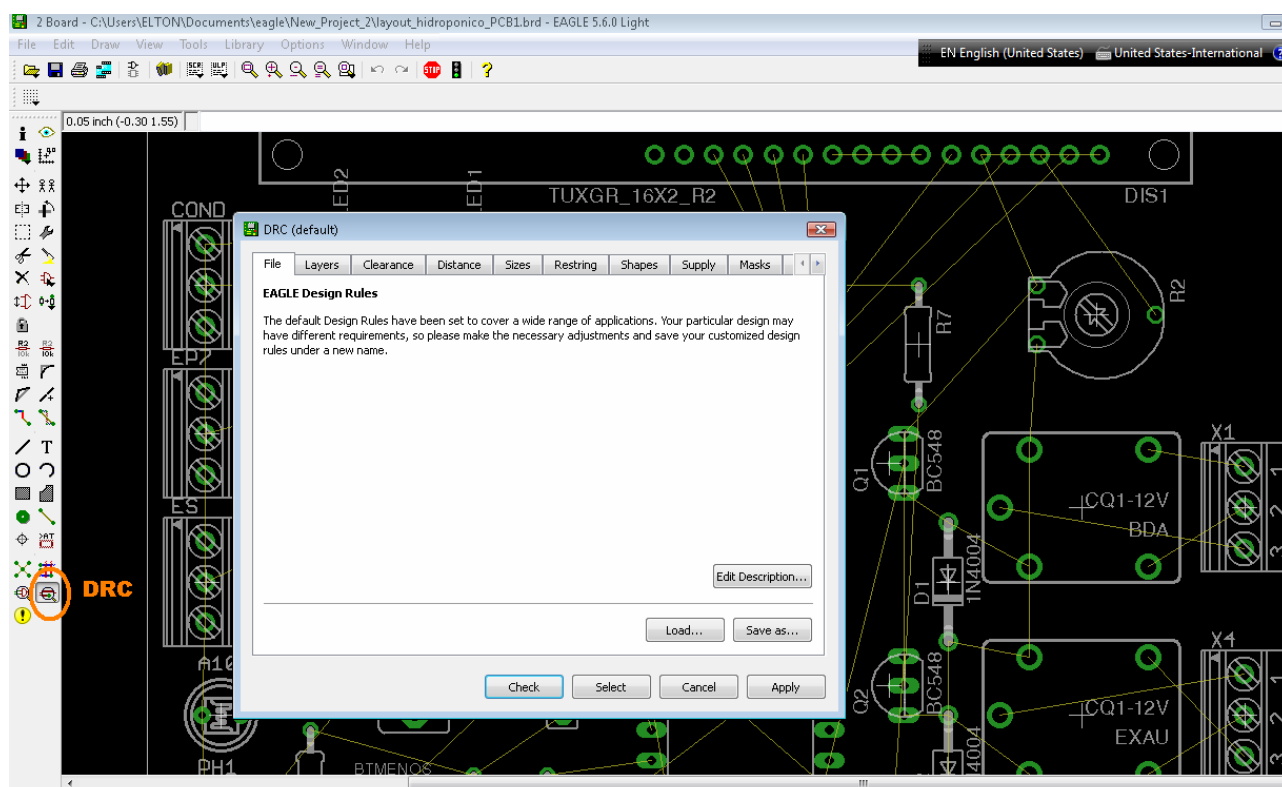 2 Board - C:\Users\ELTON\Documents\eagle\New_Project_2\layout_hidroponico_PCB1.brd - EAGLE 5.6.0 Light
File Edit Draw View Tools Library Options Window Help
EN English (United States) United States-International
SCR ULP STOP
0.05 inch (-0.30 1.55)
TUXGR_16X2_R2
DIS1
LED1
COND
EP7
ES
DRC (default)
File Layers Clearance Distance Sizes Restring Shapes Supply Masks
EAGLE Design Rules
The default Design Rules have been set to cover a wide range of applications. Your particular design may
have different requirements, so please make the necessary adjustments and save your customized design
rules under a new name.
Edit Description...
Load... Save as...
Check Select Cancel Apply
R2
R7
Q1
BC548
X1
CQ1-12V
BDA
1
2
3
D1
1N4004
DRC
X4
Q2
BC548
CQ1-12V
EXAU
PH1
BTMENOS